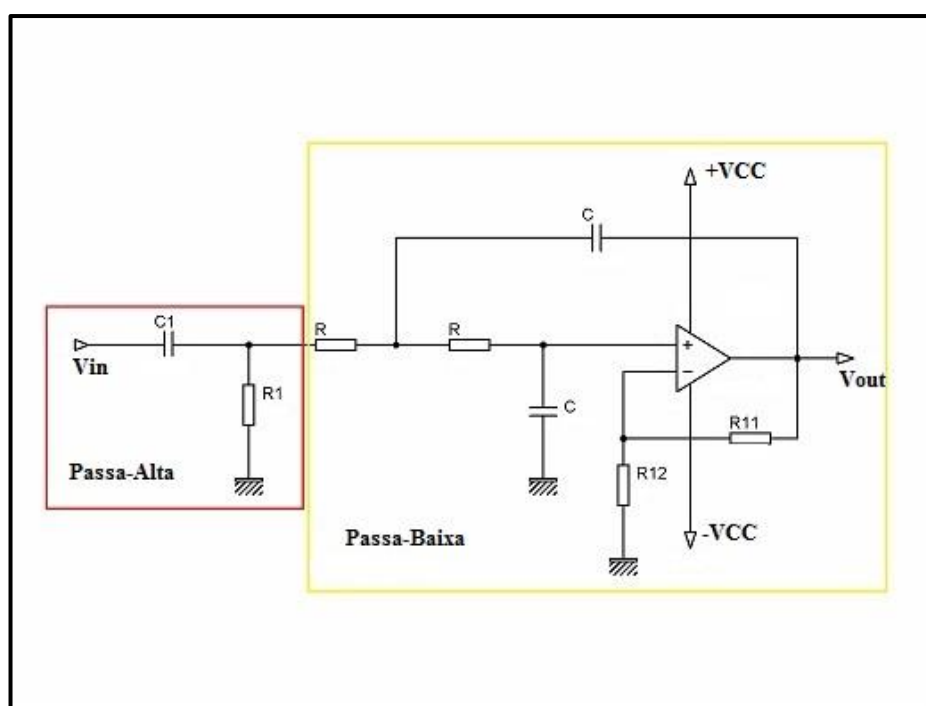 +VCC
C
C1
R
R
Vin
+
-
Vout
R1
C
R11
Passa-Alta
R12
Passa-Baixa
-VCC